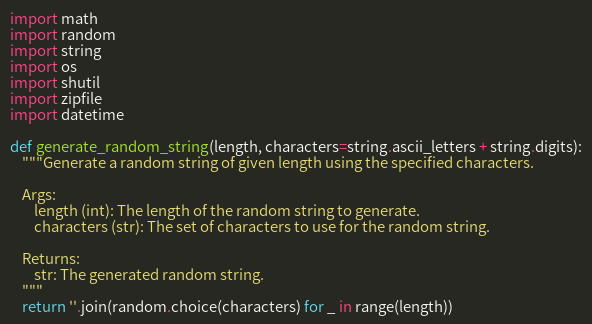 import math
import random
import string
import os
import shutil
import zipfile
import datetime

def generate_random_string(length, characters=string.ascii_letters + string.digits):
    """Generate a random string of given length using the specified characters.

    Args:
        length (int): The length of the random string to generate.
        characters (str): The set of characters to use for the random string.

    Returns:
        str: The generated random string.
    """
    return ''.join(random.choice(characters) for _ in range(length))